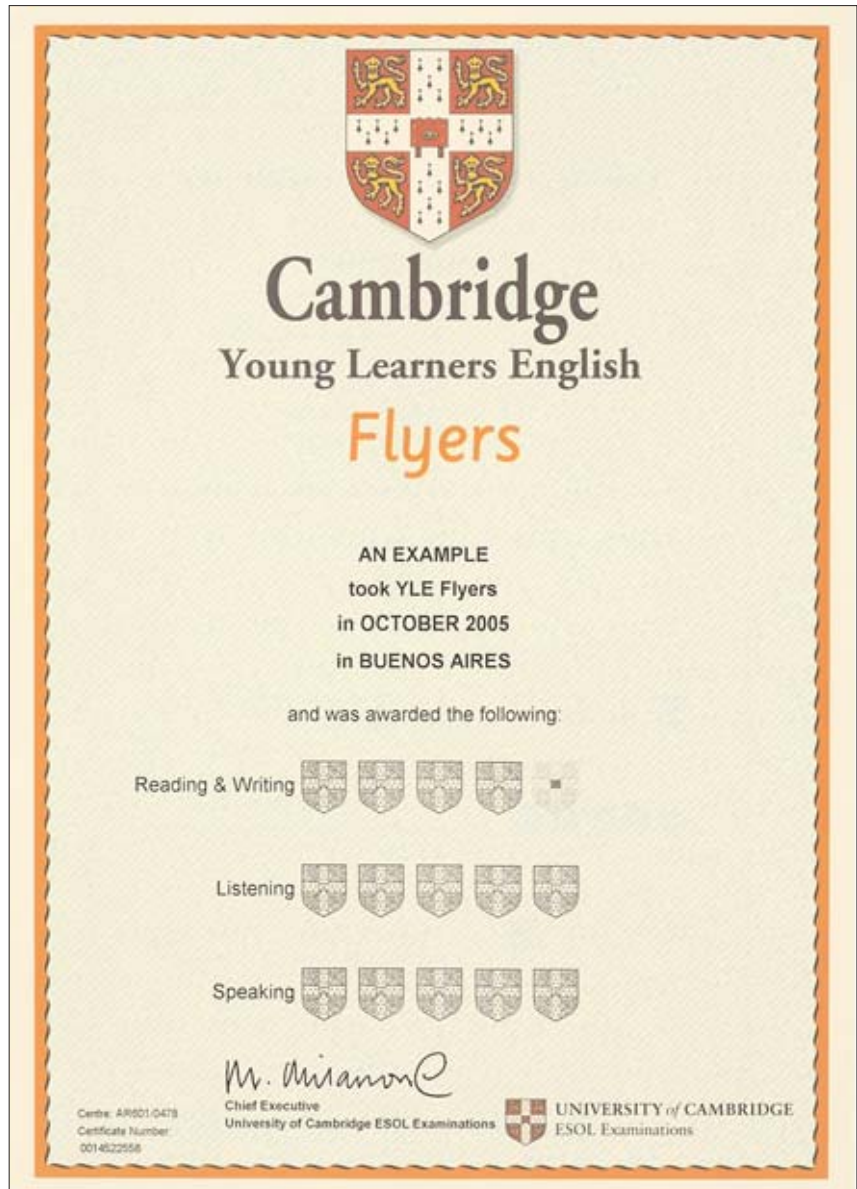 Cambridge
Young Learners English
Flyers
AN EXAMPLE
took YLE Flyers
in OCTOBER 2005
in BUENOS AIRES
and was awarded the following:
Reading & Writing
Listening
Speaking
Chief Executive
University of Cambridge ESOL Examinations
Centre: AR601-0478
Certificate Number:
0014522558
UNIVERSITY of CAMBRIDGE
ESOL Examinations